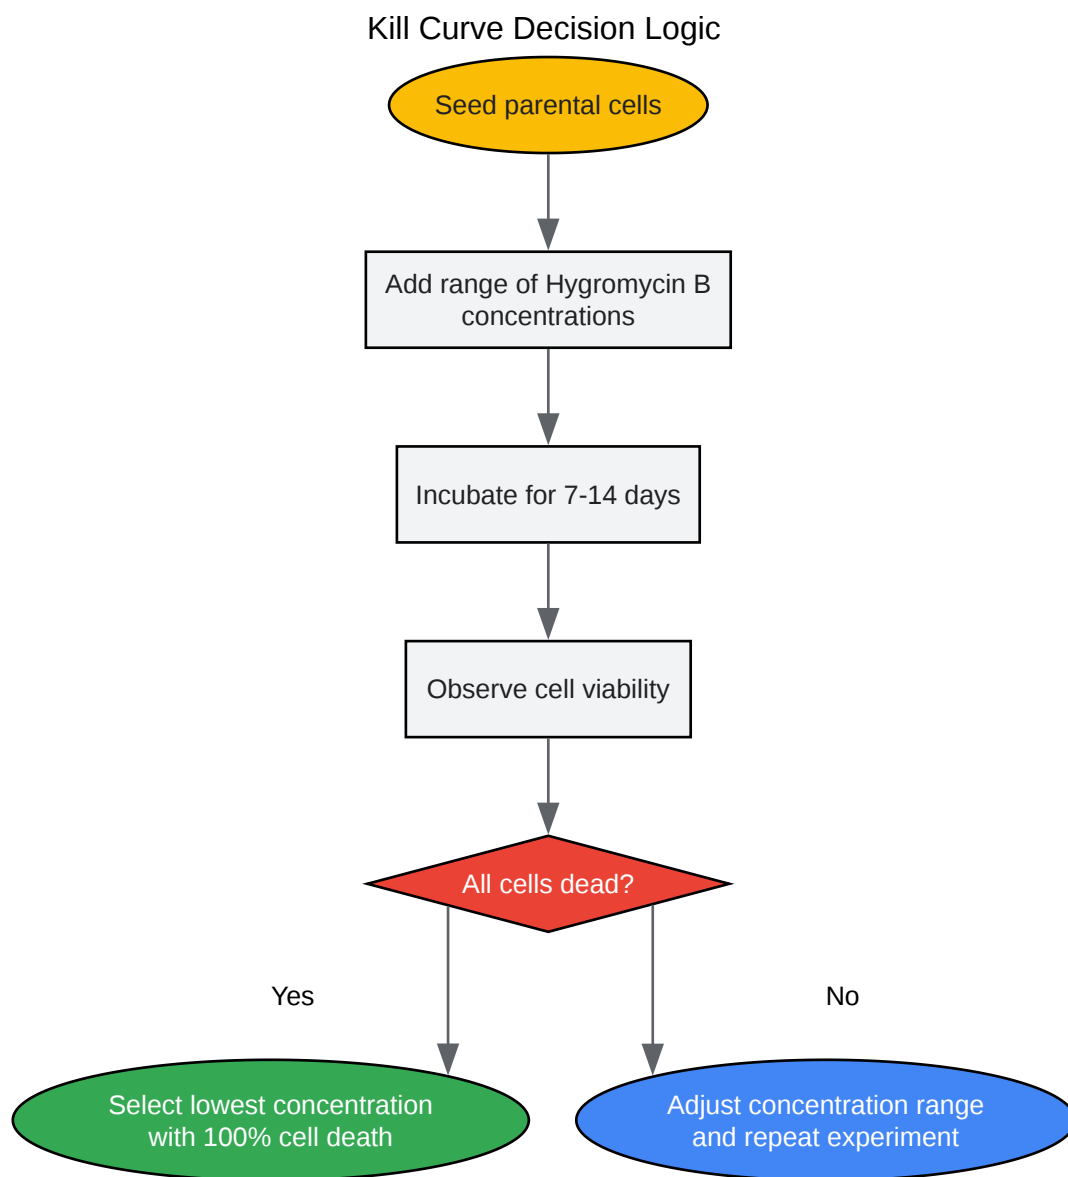 Kill Curve Decision Logic
Seed parental cells
Add range of Hygromycin B
concentrations
Incubate for 7-14 days
Observe cell viability
All cells dead?
Yes
No
Select lowest concentration
with 100% cell death
Adjust concentration range
and repeat experiment